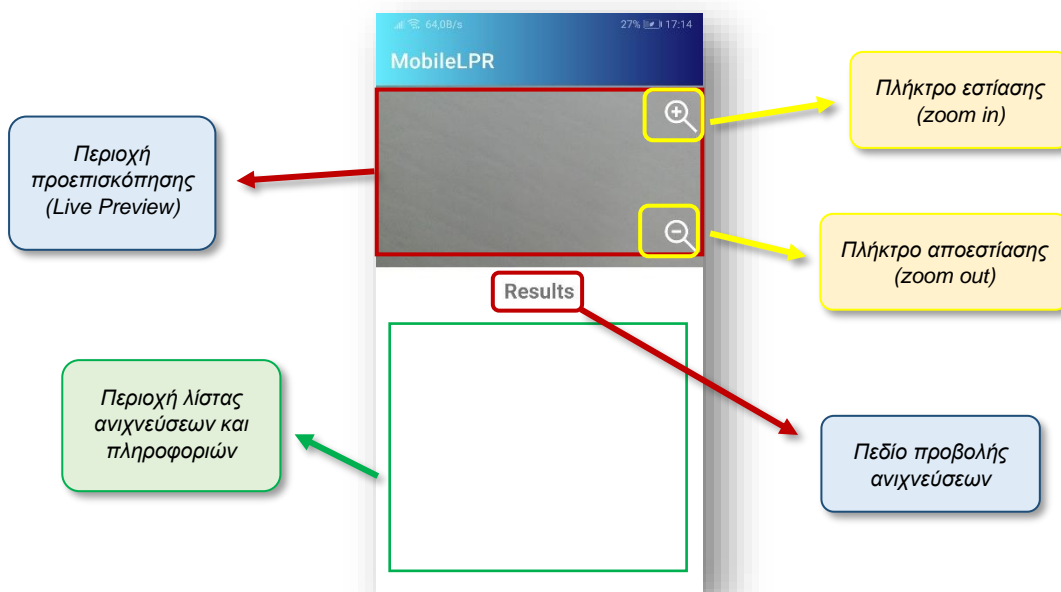 64,0B/s
27% 17:14
MobileLPR
Πλήκτρο εστίασης
(zoom in)
Περιοχή
προεπισκόπησης
(Live Preview)
Πλήκτρο αποεστίασης
(zoom out)
Results
Περιοχή λίστας
ανιχνεύσεων και
πληροφοριών
Πεδίο προβολής
ανιχνεύσεων